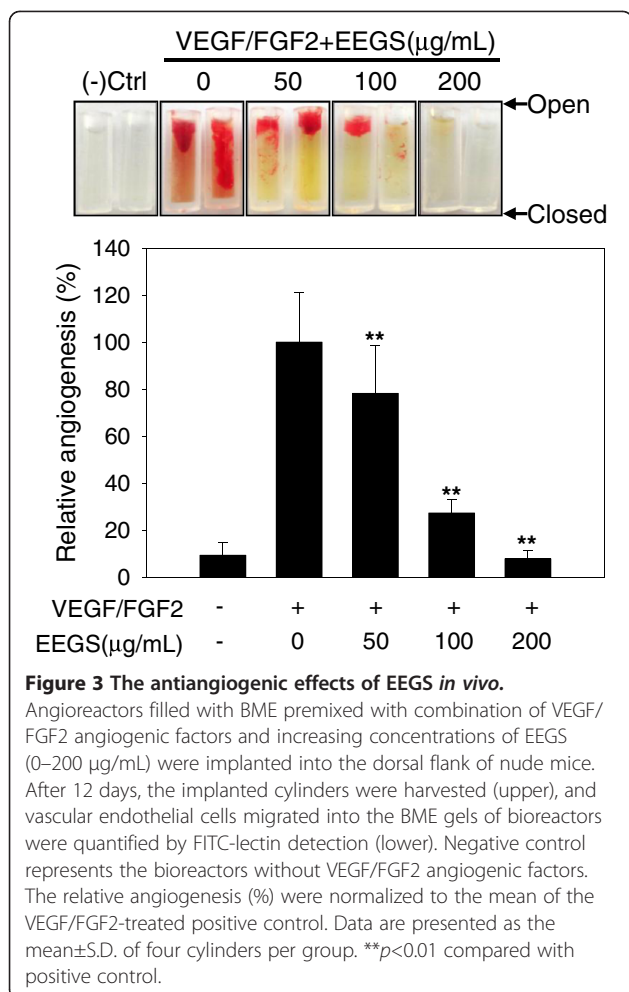 VEGF/FGF2+EEGS(μg/mL)
(-)Ctrl 0 50 100 200
Open
Closed
Relative angiogenesis (%)
140
120
100
80
60
40
20
0
**
**
**
VEGF/FGF2 - + + + +
EEGS(μg/mL) - 0 50 100 200
Figure 3 The antiangiogenic effects of EEGS in vivo.
Angioreactors filled with BME premixed with combination of VEGF/
FGF2 angiogenic factors and increasing concentrations of EEGS
(0–200 μg/mL) were implanted into the dorsal flank of nude mice.
After 12 days, the implanted cylinders were harvested (upper), and
vascular endothelial cells migrated into the BME gels of bioreactors
were quantified by FITC-lectin detection (lower). Negative control
represents the bioreactors without VEGF/FGF2 angiogenic factors.
The relative angiogenesis (%) were normalized to the mean of the
VEGF/FGF2-treated positive control. Data are presented as the
mean±S.D. of four cylinders per group. **p<0.01 compared with
positive control.